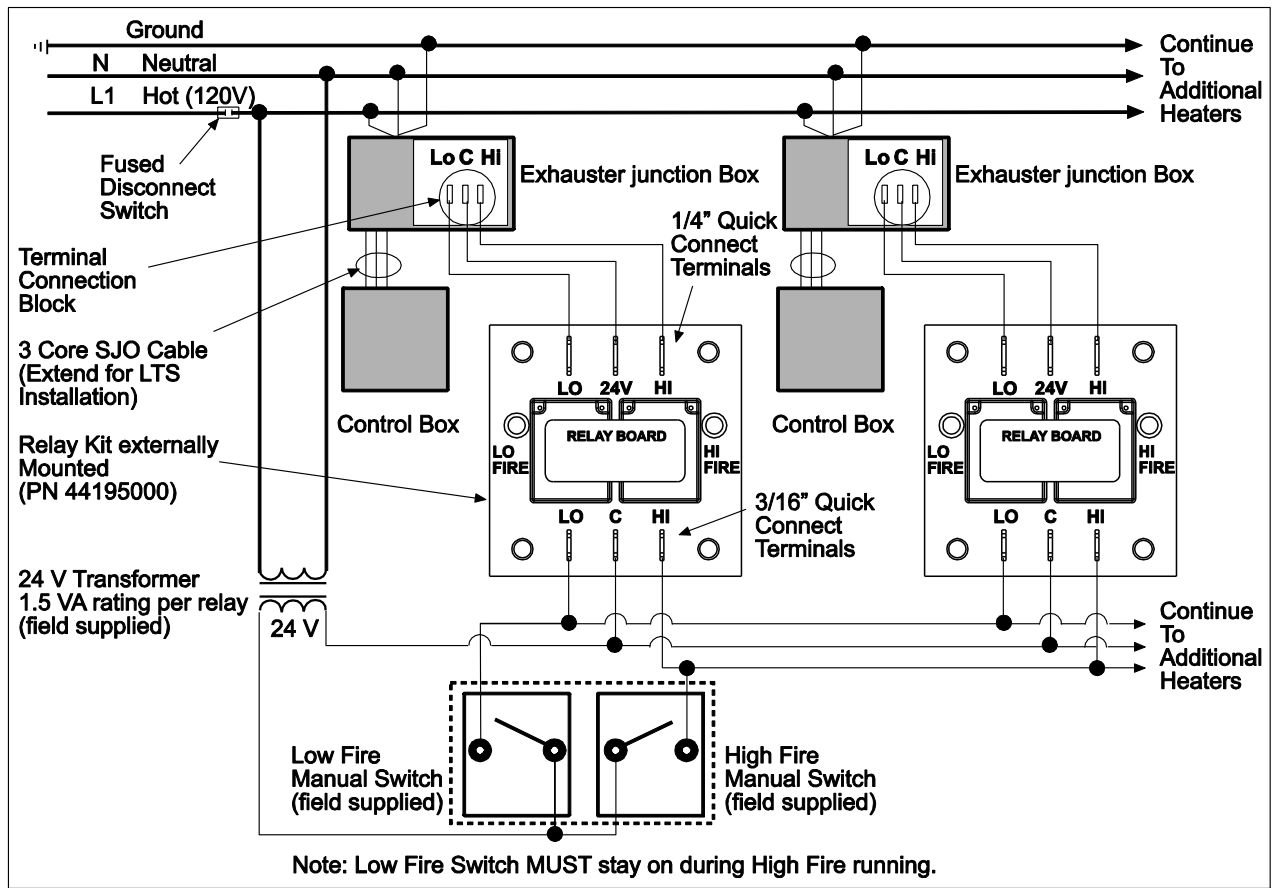 Ground
N Neutral
L1 Hot (120V)
Continue
To
Additional
Heaters
Fused
Disconnect
Switch
Lo C Hi
Exhauster junction Box
Lo C Hi
Exhauster junction Box
1/4” Quick
Connect
Terminals
Terminal
Connection
Block
3 Core SJO Cable
(Extend for LTS
Installation)
Control Box
Control Box
Relay Kit externally
Mounted
(PN 44195000)
LO 24V HI
RELAY BOARD
LO
FIRE
HI
FIRE
LO C HI
LO 24V HI
RELAY BOARD
LO
FIRE
HI
FIRE
LO C HI
3/16” Quick
Connect
Terminals
24 V Transformer
1.5 VA rating per relay
(field supplied)
24 V
Continue
To
Additional
Heaters
Low Fire
Manual Switch
(field supplied)
High Fire
Manual Switch
(field supplied)
Note: Low Fire Switch MUST stay on during High Fire running.